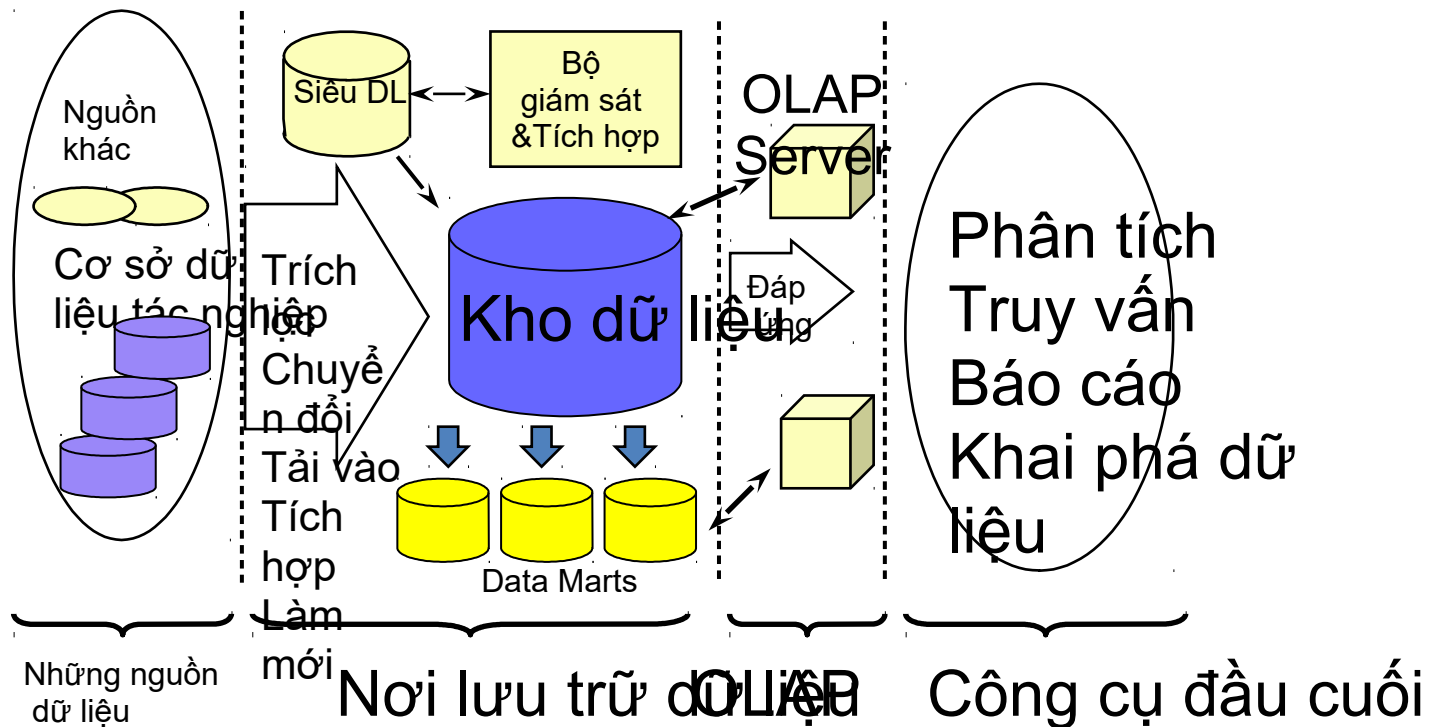 Nguồn
khác
Cơ sở dữ
liệu tác nghiệp
Siêu DL
Bộ
giám sát
&Tích hợp
Trích
lọc
Chuyể
n đổi
Tải vào
Tích
hợp
Làm
mới
Kho dữ liệu
Data Marts
OLAP
Server
Đáp
ứng
Phân tích
Truy vấn
Báo cáo
Khai phá dữ
liệu
Những nguồn
dữ liệu
Nơi lưu trữ dữ liệu
OLAP
Công cụ đầu cuối